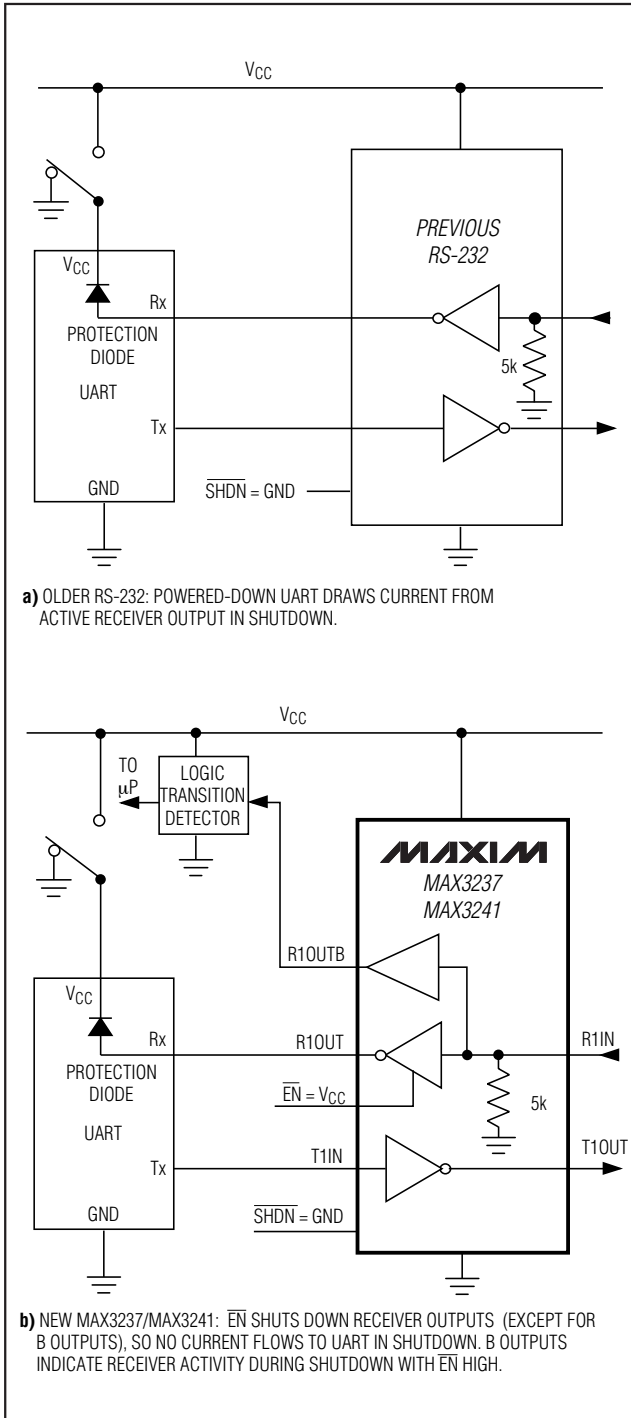 VCC
PREVIOUS
RS-232
VCC
Rx
PROTECTION
DIODE
5k
UART
Tx
GND
SHDN = GND
a) OLDER RS-232: POWERED-DOWN UART DRAWS CURRENT FROM
ACTIVE RECEIVER OUTPUT IN SHUTDOWN.
VCC
TO
µP
LOGIC
TRANSITION
DETECTOR
MAXIM
MAX3237
MAX3241
R1OUTB
VCC
Rx
R1OUT
R1IN
PROTECTION
DIODE
EN = VCC
5k
UART
Tx
T1IN
T1OUT
GND
SHDN = GND
b) NEW MAX3237/MAX3241: EN SHUTS DOWN RECEIVER OUTPUTS (EXCEPT FOR
B OUTPUTS), SO NO CURRENT FLOWS TO UART IN SHUTDOWN. B OUTPUTS
INDICATE RECEIVER ACTIVITY DURING SHUTDOWN WITH EN HIGH.